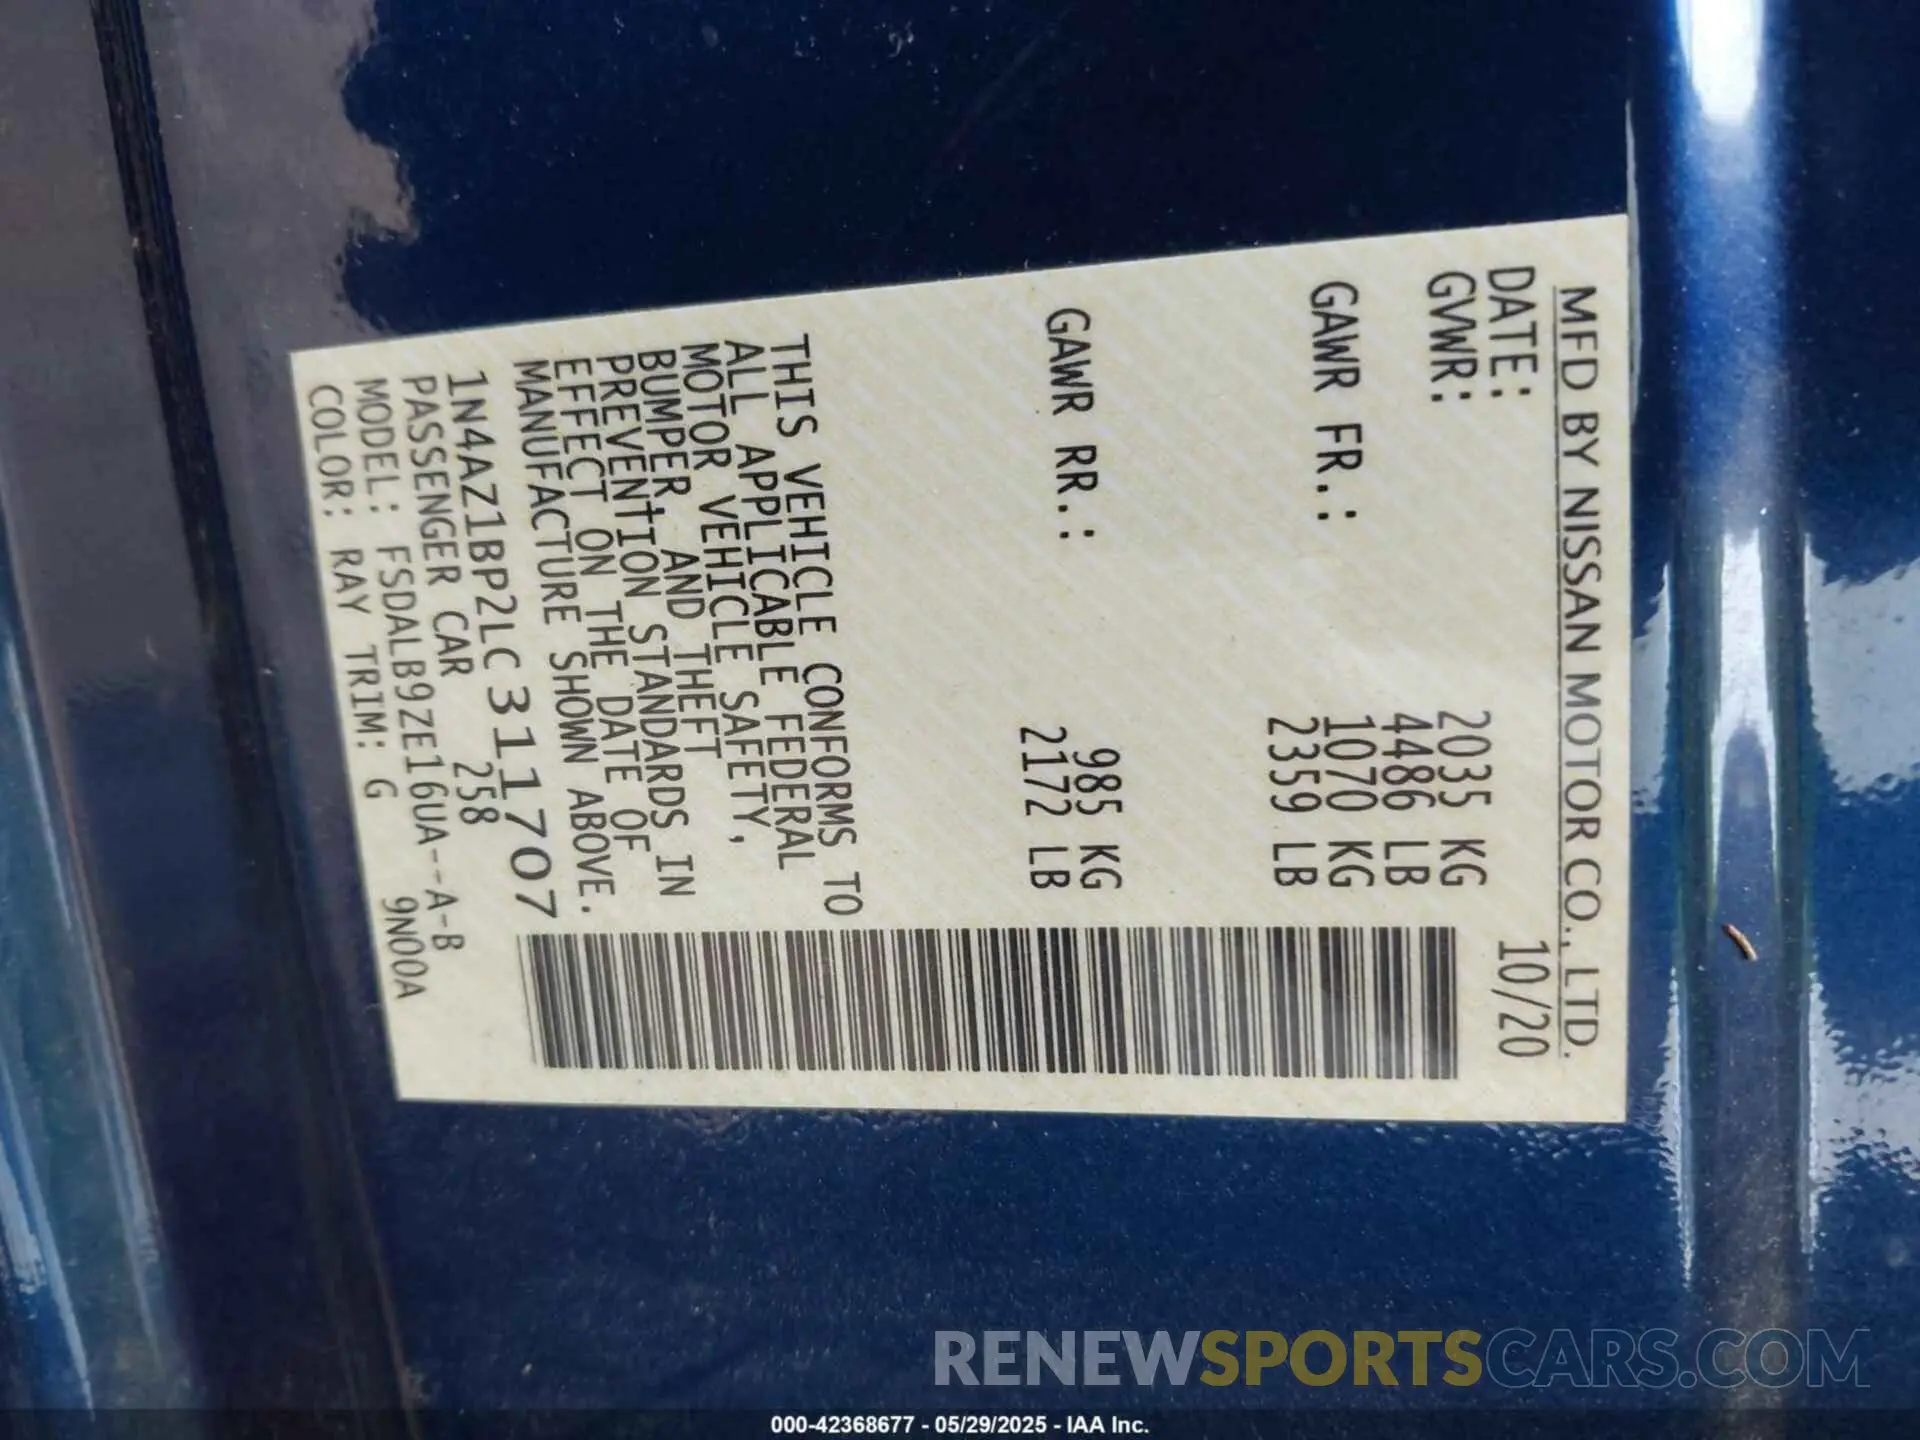 MFD BY NISSAN MOTOR CO., LTD.
DATE: 10/20
GVWR: 2035 KG
4486 LB
GAWR FR.: 1070 KG
2359 LB
GAWR RR.: 985 KG
2172 LB
THIS VEHICLE CONFORMS TO
ALL APPLICABLE FEDERAL
MOTOR VEHICLE SAFETY,
BUMPER, AND THEFT
PREVENTION STANDARDS IN
EFFECT ON THE DATE OF
MANUFACTURE SHOWN ABOVE.
1N4AZ1BP2LC311707
PASSENGER CAR 258
MODEL: FSDALB9ZE16UA--A-B
COLOR: RAY TRIM: G 9N00A
RENEWSPORTSCARS.COM
000-42368677 - 05/29/2025 - IAA Inc.